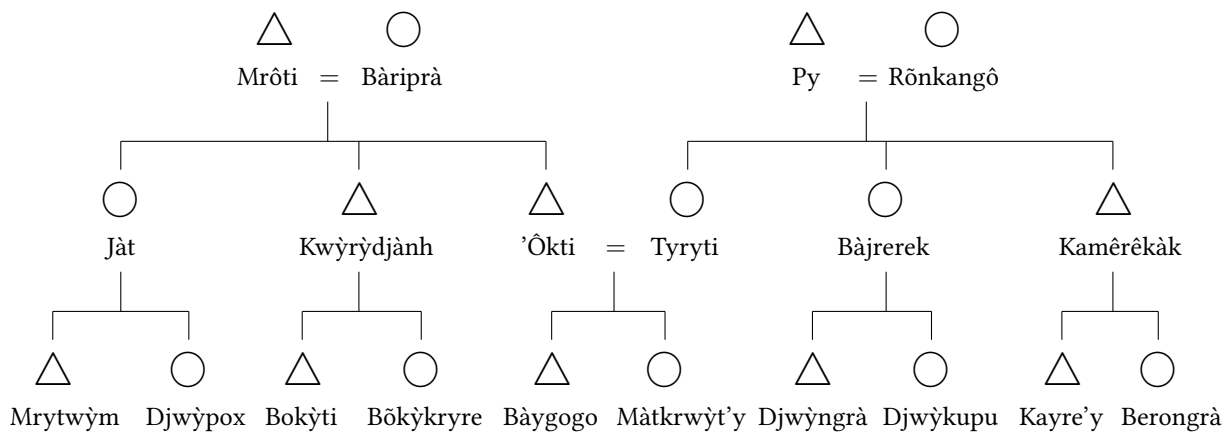 Mrôti = Bàriprà Py = Rõnkangô
Jàt Kwỳrỳdjành ’Ôkti = Tyryti Bàjrerek Kamêrêkàk
Mrytwỳm Djwỳpox Bokỳti Bõkỳkryre Bàygogo Màtkrwỳt’y Djwỳngrà Djwỳkupu Kayre’y Berongrà